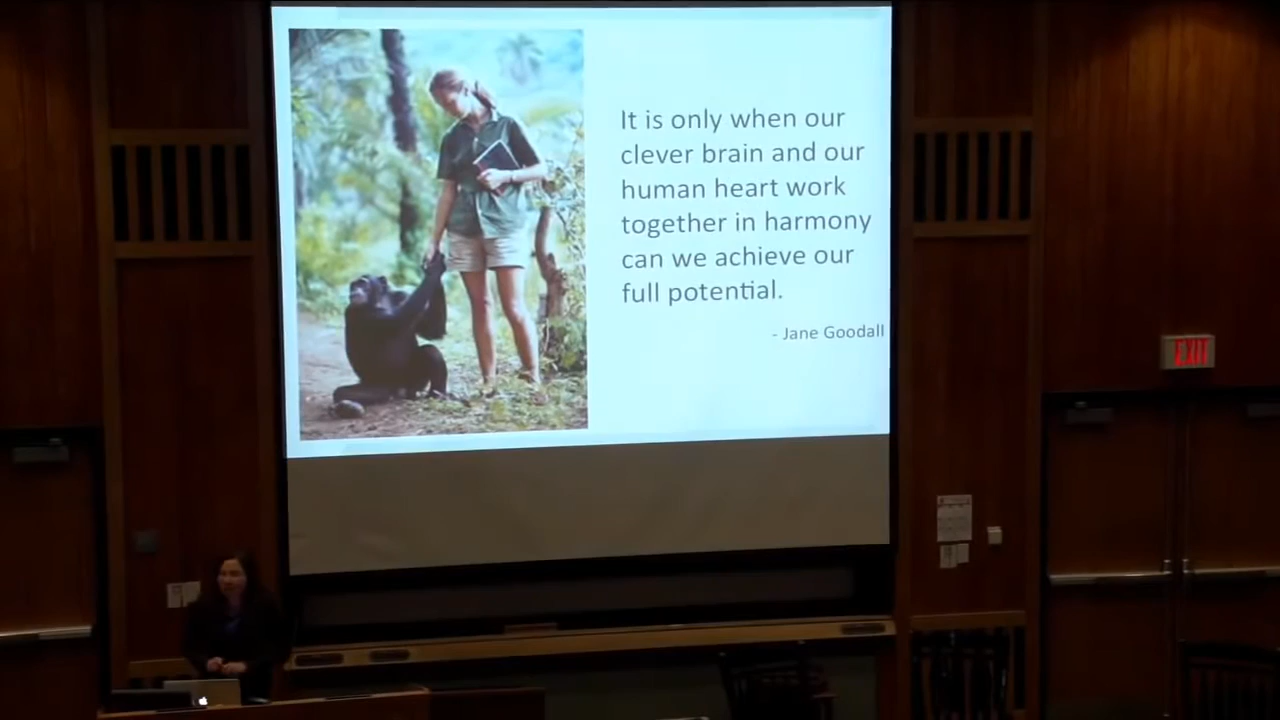 It is only when our
clever brain and our
human heart work
together in harmony
can we achieve our
full potential.
- Jane Goodall
EXIT